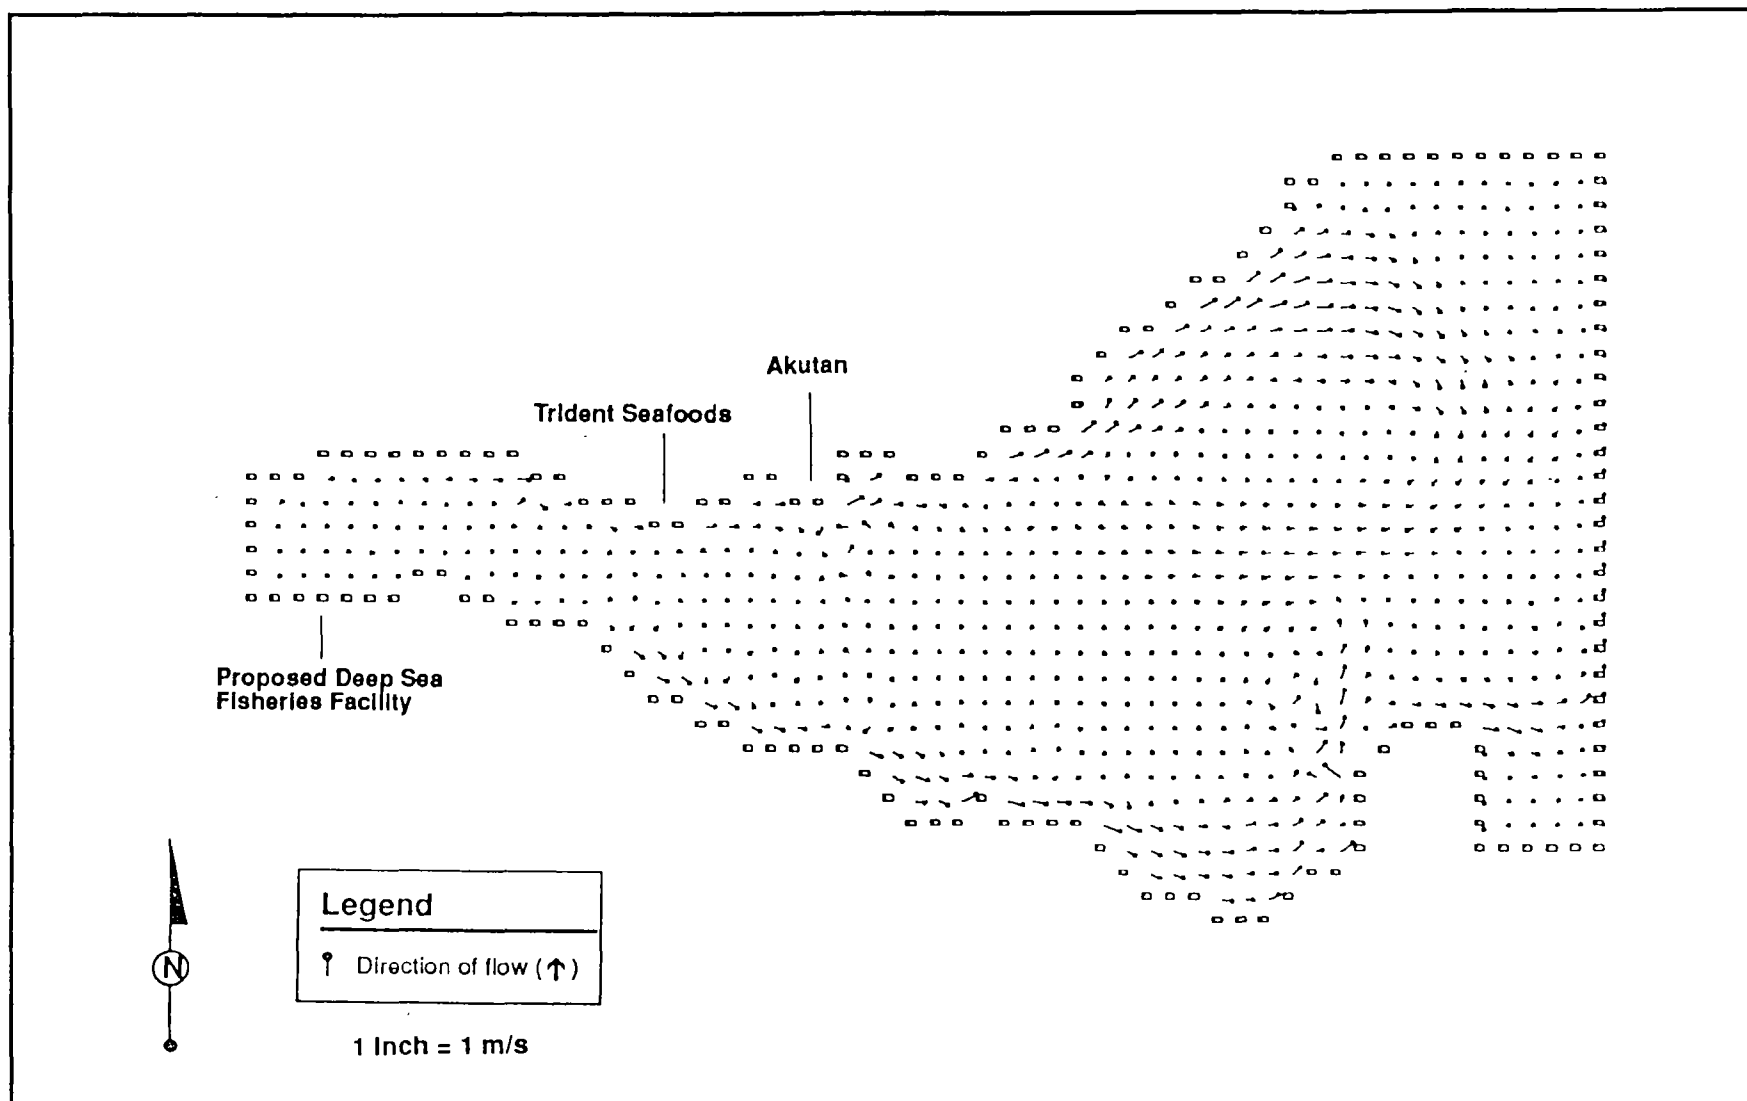 Akutan
Trident Seafoods
Proposed Deep Sea
Fisheries Facility
Legend
Direction of flow (↑)
N
1 Inch = 1 m/s